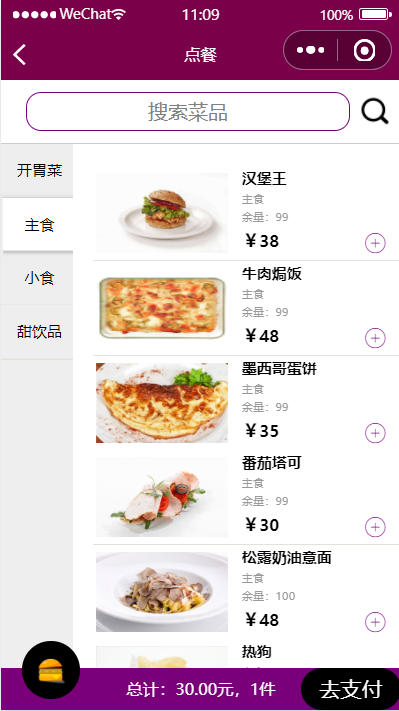 WeChat 11:09 100%
点餐
搜索菜品
开胃菜
主食
小食
甜饮品
汉堡王
主食
余量：99
￥38
牛肉焗饭
主食
余量：99
￥48
墨西哥蛋饼
主食
余量：99
￥35
番茄塔可
主食
余量：99
￥30
松露奶油意面
主食
余量：100
￥48
热狗
总计：30.00元，1件
去支付